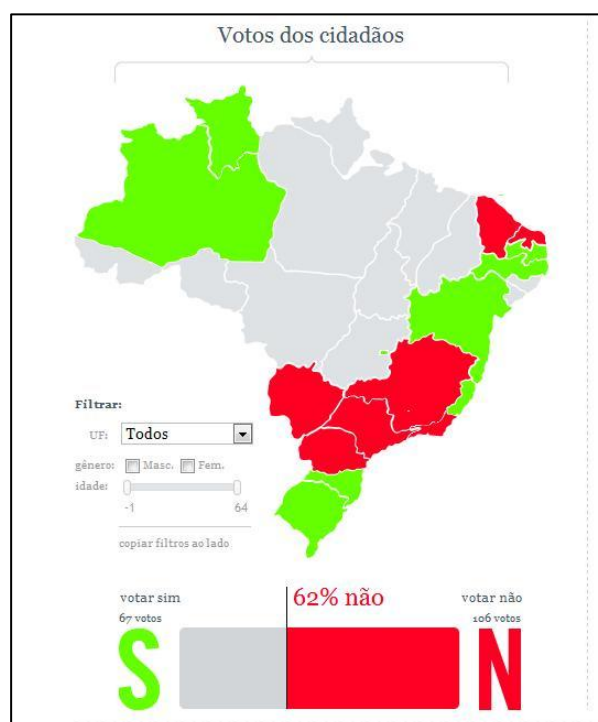 Votos dos cidadãos
Filtrar:
UF: Todos
gênero: Masc. Fem.
idade:
-1 64
copiar filtros ao lado
votar sim 62% não votar não
67 votos 106 votos
S N